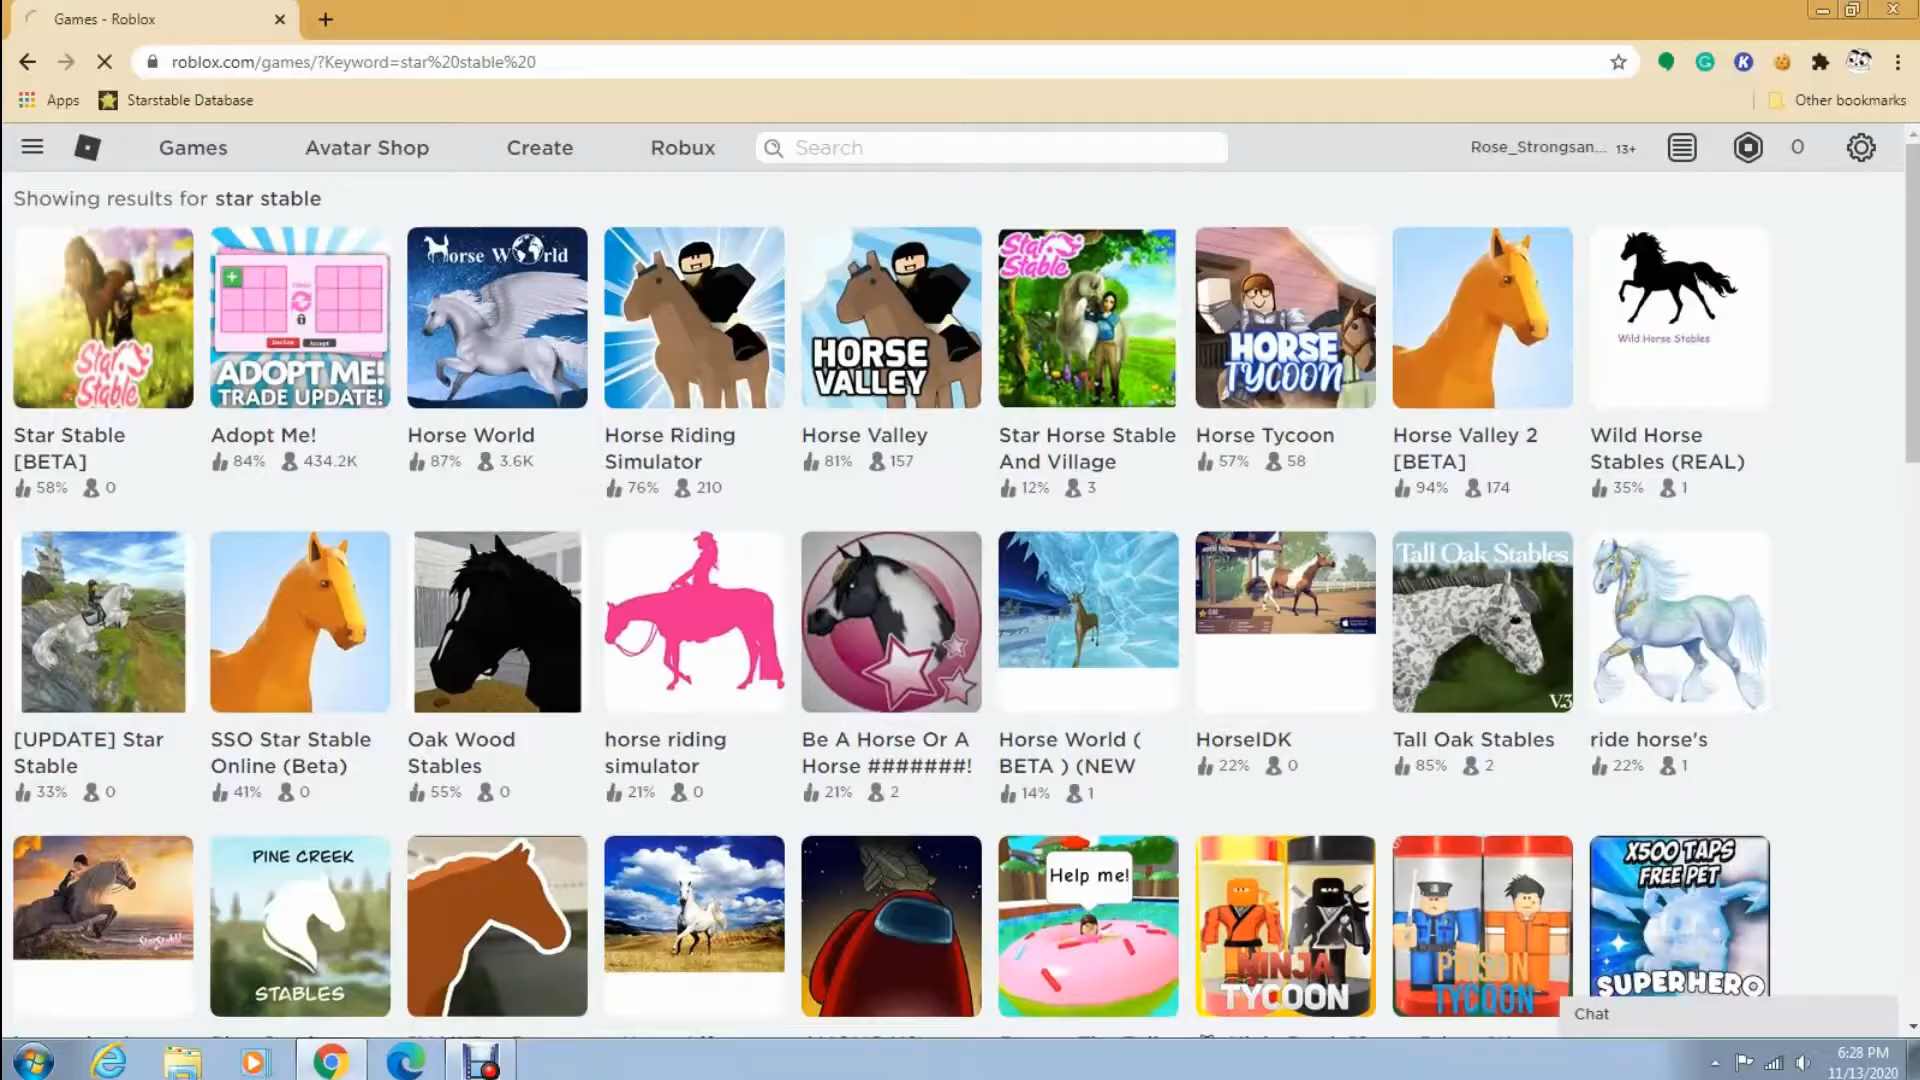 Games - Roblox
roblox.com/games/?Keyword=star%20stable%20
Apps
Starstable Database
Other bookmarks
Games
Avatar Shop
Create
Robux
Search
Rose_Strongsan... 13+
0
Showing results for star stable
Star Stable
Decline
Accept
ADOPT ME!
TRADE UPDATE!
Horse World
HORSE
VALLEY
Star
Stable
HORSE
TYCOON
Wild Horse Stables
Star Stable
[BETA]
58% 0
Adopt Me!
84% 434.2K
Horse World
87% 3.6K
Horse Riding
Simulator
76% 210
Horse Valley
81% 157
Star Horse Stable
And Village
12% 3
Horse Tycoon
57% 58
Horse Valley 2
[BETA]
94% 174
Wild Horse
Stables (REAL)
35% 1
Tall Oak Stables
V.3
[UPDATE] Star
Stable
33% 0
SSO Star Stable
Online (Beta)
41% 0
Oak Wood
Stables
55% 0
horse riding
simulator
21% 0
Be A Horse Or A
Horse #######!
21% 2
Horse World (
BETA ) (NEW
14% 1
HorseIDK
22% 0
Tall Oak Stables
85% 2
ride horse's
22% 1
StarStable
PINE CREEK
STABLES
Help me!
NINJA
TYCOON
PRISON
TYCOON
X500 TAPS
FREE PET
SUPERHERO
Chat
6:28 PM
11/13/2020